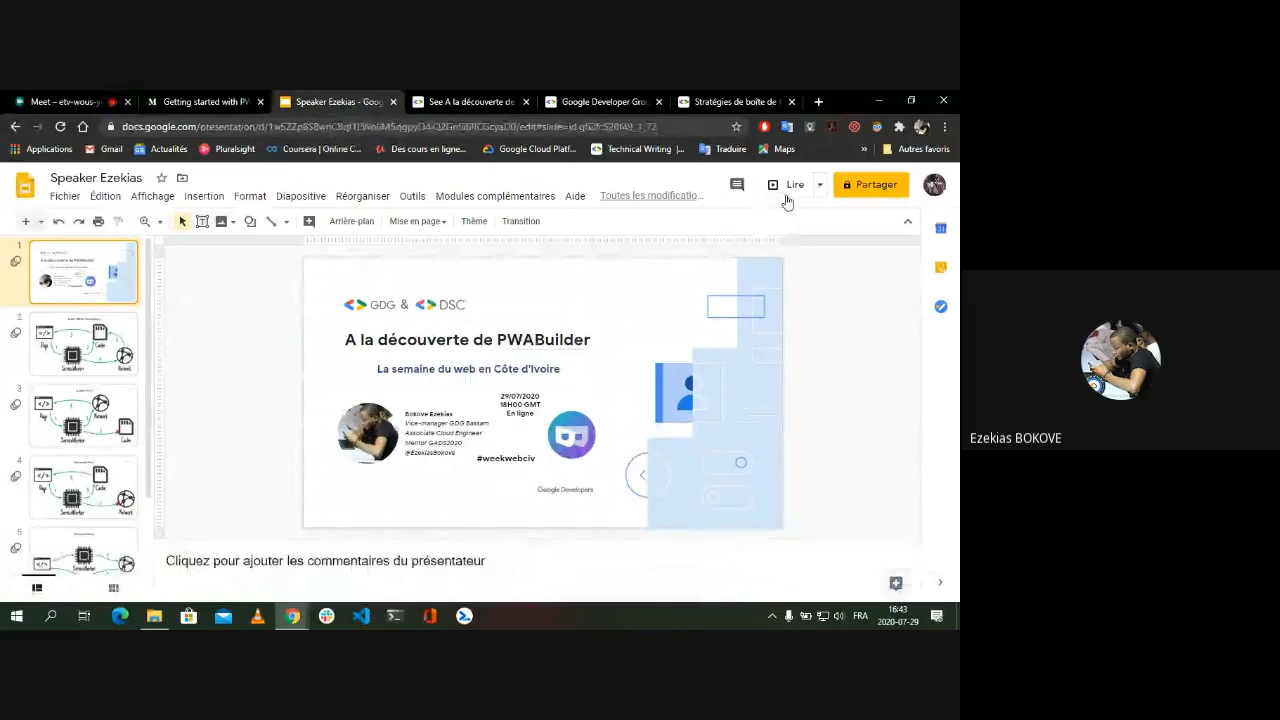 Meet – etv-wous-y
Getting started with PW
Speaker Ezekias - Goog
See A la découverte de
Google Developer Grou
Stratégies de boîte de
Applications
Gmail
Actualités
Pluralsight
Coursera | Online C...
Des cours en ligne...
Google Cloud Platf...
Technical Writing |...
Traduire
Maps
»
Autres favoris
Speaker Ezekias
Lire
Partager
Fichier Édition Affichage Insertion Format Diapositive Réorganiser Outils Modules complémentaires Aide Toutes les modificatio...
Arrière-plan Mise en page Thème Transition
1
2
3
4
5
GDG & DSC
A la découverte de PWABuilder
La semaine du web en Côte d'Ivoire
29/07/2020
18H00 GMT
En ligne
Bokove Ezekias
Vice-manager GDG Bassam
Associate Cloud Engineer
Mentor GADS2020
@EzekiasBokove
#weekwebciv
Google Developers
Cliquez pour ajouter les commentaires du présentateur
FRA
16:43
2020-07-29
Ezekias BOKOVE